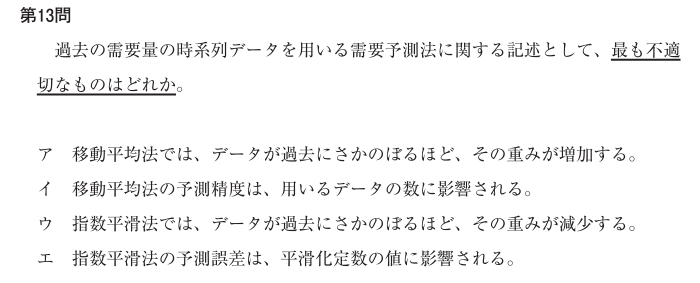 第13問
過去の需要量の時系列データを用いる需要予測法に関する記述として、最も不適
切なものはどれか。
ア 移動平均法では、データが過去にさかのぼるほど、その重みが増加する。
イ 移動平均法の予測精度は、用いるデータの数に影響される。
ウ 指数平滑法では、データが過去にさかのぼるほど、その重みが減少する。
エ 指数平滑法の予測誤差は、平滑化定数の値に影響される。